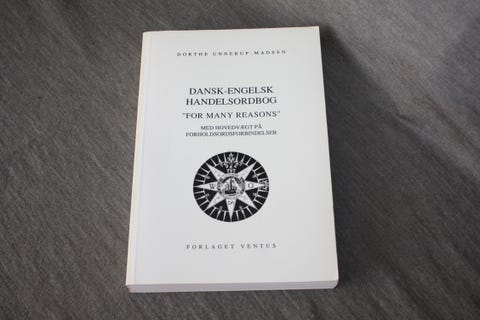 DORTHE UNNERUP-MADSEN
DANSK-ENGELSK
HANDELSORDBOG
"FOR MANY REASONS"
MED HOVEDVÆGT PÅ
FORHOLDSORDSFORBINDELSER
FORLAGET VENTUS